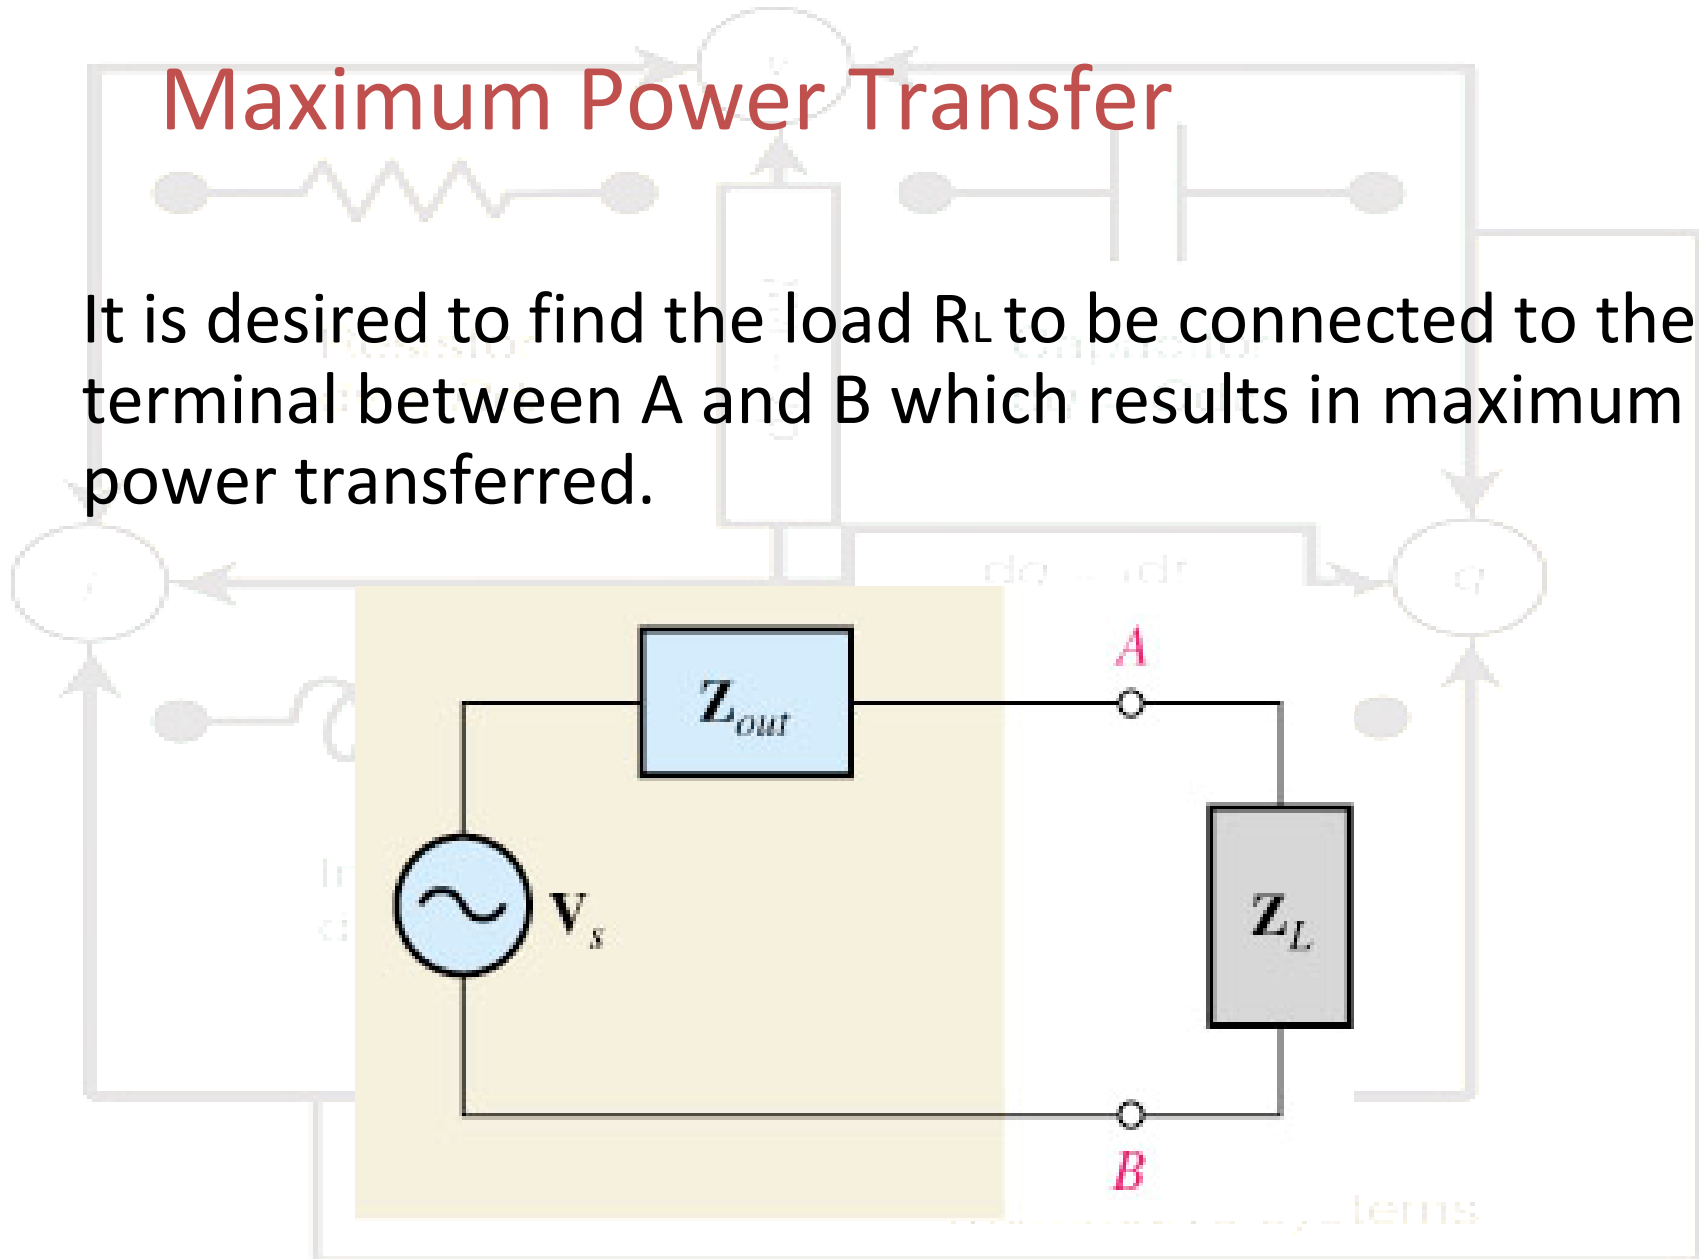 Maximum Power Transfer
It is desired to find the load RL to be connected to the
terminal between A and B which results in maximum
power transferred.
A
Zout
Vs
ZL
B